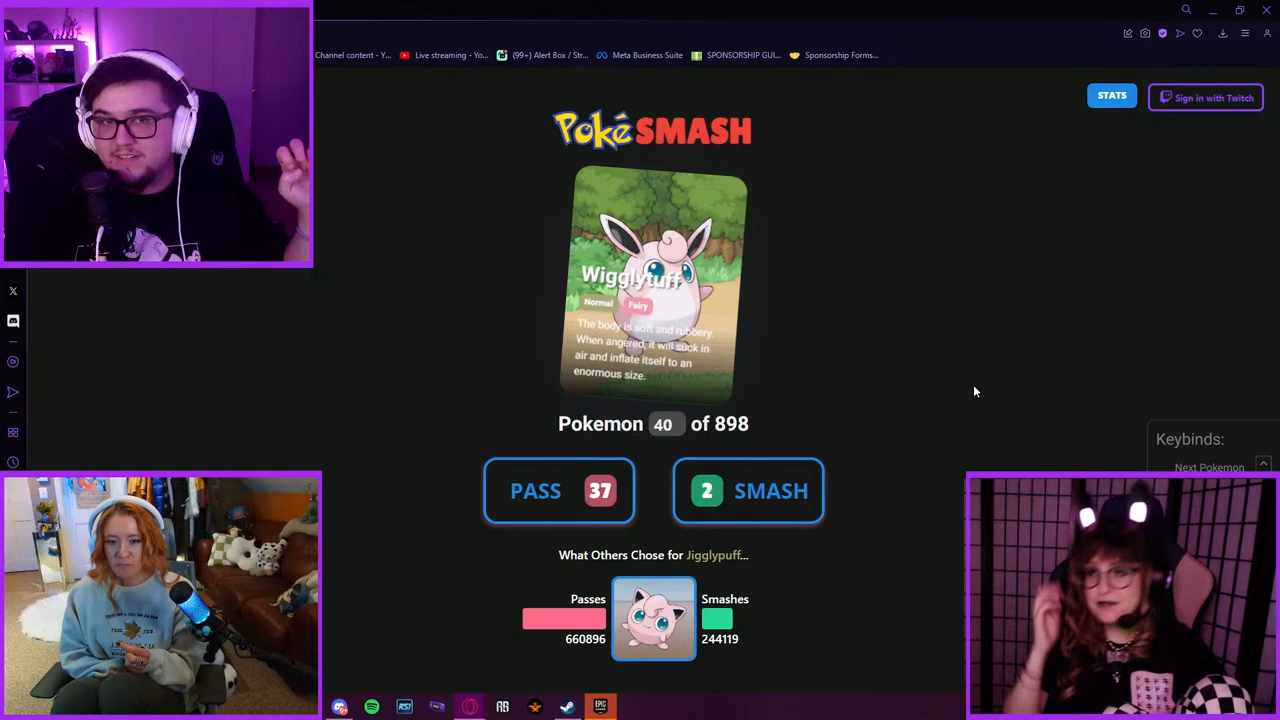 Channel content - Y...
Live streaming - Yo...
(99+) Alert Box / Str...
Meta Business Suite
SPONSORSHIP GUI...
Sponsorship Forms...
STATS
Sign in with Twitch
PokéSMASH
Wigglytuff
Normal Fairy
The body is soft and rubbery.
When angered, it will suck in
air and inflate itself to an
enormous size.
Pokemon 40 of 898
Keybinds:
Next Pokemon
PASS 37
2 SMASH
What Others Chose for Jigglypuff...
Passes
660896
Smashes
244119
RSI
EPIC